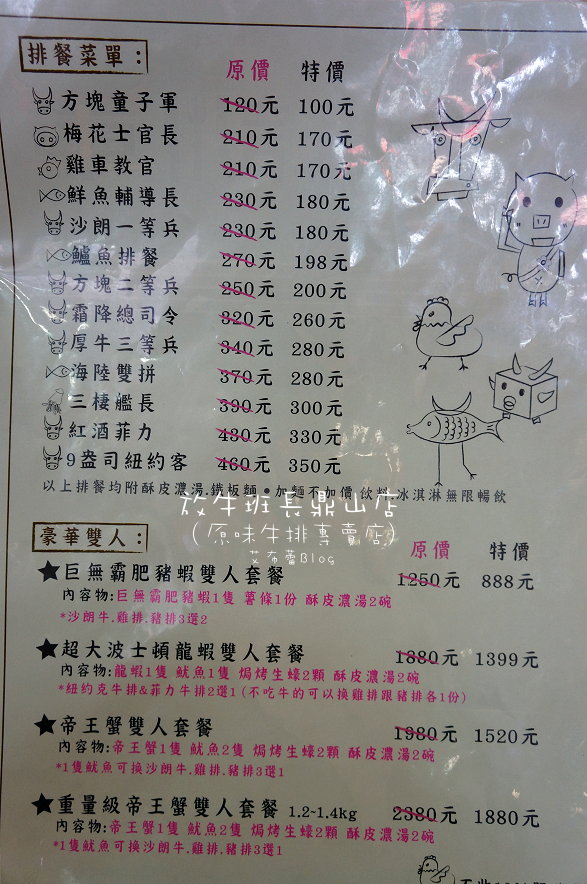 排餐菜單：
原價 特價
方塊童子軍 120元 100元
梅花士官長 210元 170元
雞車教官 210元 170元
鮮魚輔導長 230元 180元
沙朗一等兵 230元 180元
鱸魚排餐 270元 198元
方塊二等兵 250元 200元
霜降總司令 320元 260元
厚牛三等兵 340元 280元
海陸雙拼 370元 280元
三棲艦長 390元 300元
紅酒菲力 430元 330元
9盎司紐約客 460元 350元
以上排餐均附酥皮濃湯.鐵板麵。加麵不加價 飲料.冰淇淋無限暢飲
放牛班長鼎山店
(原味牛排專賣店)
艾布蕾Blog
豪華雙人：
原價 特價
★巨無霸肥豬蝦雙人套餐 1250元 888元
內容物:巨無霸肥豬蝦1隻 薯條1份 酥皮濃湯2碗
*沙朗牛.雞排.豬排3選2
★超大波士頓龍蝦雙人套餐 1880元 1399元
內容物:龍蝦1隻 魷魚1隻 焗烤生蠔2顆 酥皮濃湯2碗
*紐約克牛排&菲力牛排2選1(不吃牛的可以換雞排跟豬排各1份)
★帝王蟹雙人套餐 1980元 1520元
內容物:帝王蟹1隻 魷魚2隻 焗烤生蠔2顆 酥皮濃湯2碗
*1隻魷魚可換沙朗牛.雞排.豬排3選1
★重量級帝王蟹雙人套餐 1.2~1.4kg 2380元 1880元
內容物:帝王蟹1隻 魷魚2隻 焗烤生蠔2顆 酥皮濃湯2碗
*1隻魷魚可換沙朗牛.雞排.豬排3選1